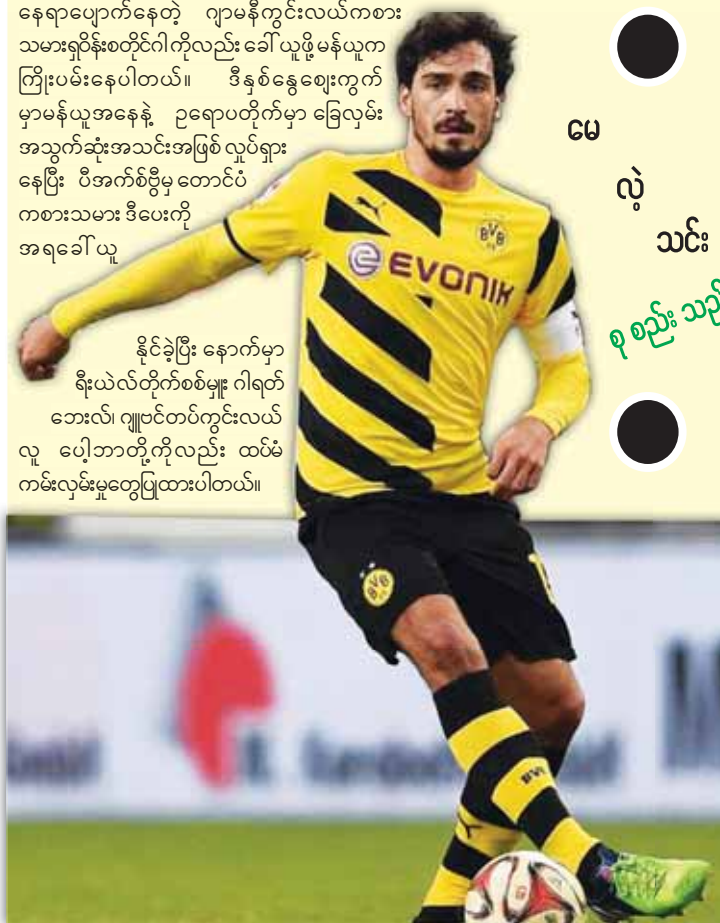 နေရာပျောက်နေတဲ့ ဂျာမနီကွင်းလယ်ကစား
သမားရှဝိန်းစတိုင်ဂါကိုလည်း ခေါ်ယူဖို့ မန်ယူက
ကြိုးပမ်းနေပါတယ်။ ဒီနှစ်နွေဈေးကွက်
မှာမန်ယူအနေနဲ့ ဥရောပတိုက်မှာ ခြေလှမ်း
အသွက်ဆုံးအသင်းအဖြစ် လှုပ်ရှား
နေပြီး ပီအက်စ်ဗွီမှ တောင်ပံ
ကစားသမား ဒီပေးကို
အရခေါ်ယူ
နိုင်ခဲ့ပြီး နောက်မှာ
ရီးယဲလ်တိုက်စစ်မှူး ဂါရတ်
ဘေးလ်၊ ဂျူဗင်တပ်ကွင်းလယ်
လူ ပေါ့ဘာတို့ကိုလည်း ထပ်မံ
ကမ်းလှမ်းမှုတွေပြုထားပါတယ်။
မေ
လွဲ့
သင်း
စု စည်း သည်
BVB
EVONIK
BVB
BVB